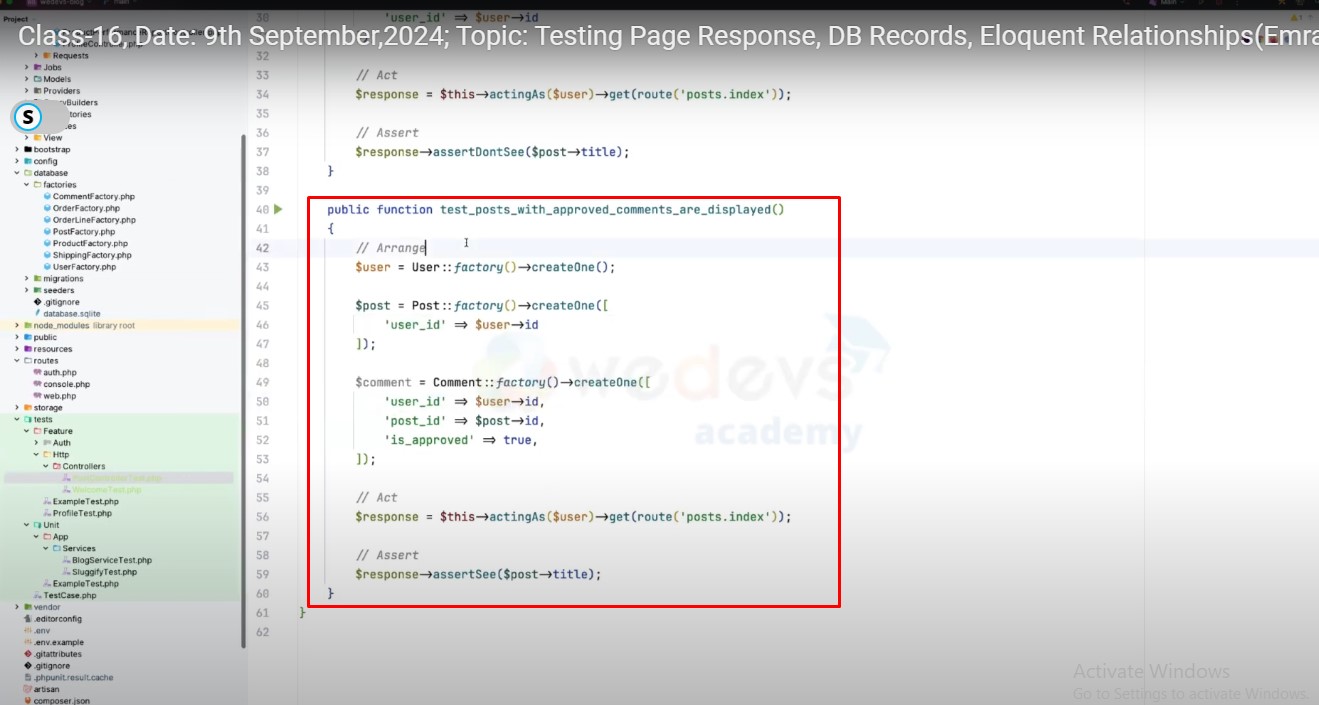 Project
Class-16, Date: 9th September,2024; Topic: Testing Page Response, DB Records, Eloquent Relationships(Emra
Requests
Jobs
Models
Providers
S
View
bootstrap
config
database
factories
CommentFactory.php
OrderFactory.php
OrderLineFactory.php
PostFactory.php
ProductFactory.php
ShippingFactory.php
UserFactory.php
migrations
seeders
.gitignore
database.sqlite
node_modules library root
public
resources
routes
auth.php
console.php
web.php
storage
tests
Feature
Auth
Http
Controllers
WelcomeTest.php
ExampleTest.php
ProfileTest.php
Unit
App
Services
BlogServiceTest.php
SluggifyTest.php
ExampleTest.php
TestCase.php
vendor
.editorconfig
.env
.env.example
.gitattributes
.gitignore
.phpunit.result.cache
artisan
composer.json
30 'user_id' => $user->id
32
33 // Act
34 $response = $this->actingAs($user)->get(route('posts.index'));
35
36 // Assert
37 $response->assertDontSee($post->title);
38 }
39
40 public function test_posts_with_approved_comments_are_displayed()
41 {
42 // Arrange
43 $user = User::factory()->createOne();
44
45 $post = Post::factory()->createOne([
46 'user_id' => $user->id
47 ]);
48
49 $comment = Comment::factory()->createOne([
50 'user_id' => $user->id,
51 'post_id' => $post->id,
52 'is_approved' => true,
53 ]);
54
55 // Act
56 $response = $this->actingAs($user)->get(route('posts.index'));
57
58 // Assert
59 $response->assertSee($post->title);
60 }
61 }
62
wedevs
academy
Activate Windows
Go to Settings to activate Windows.